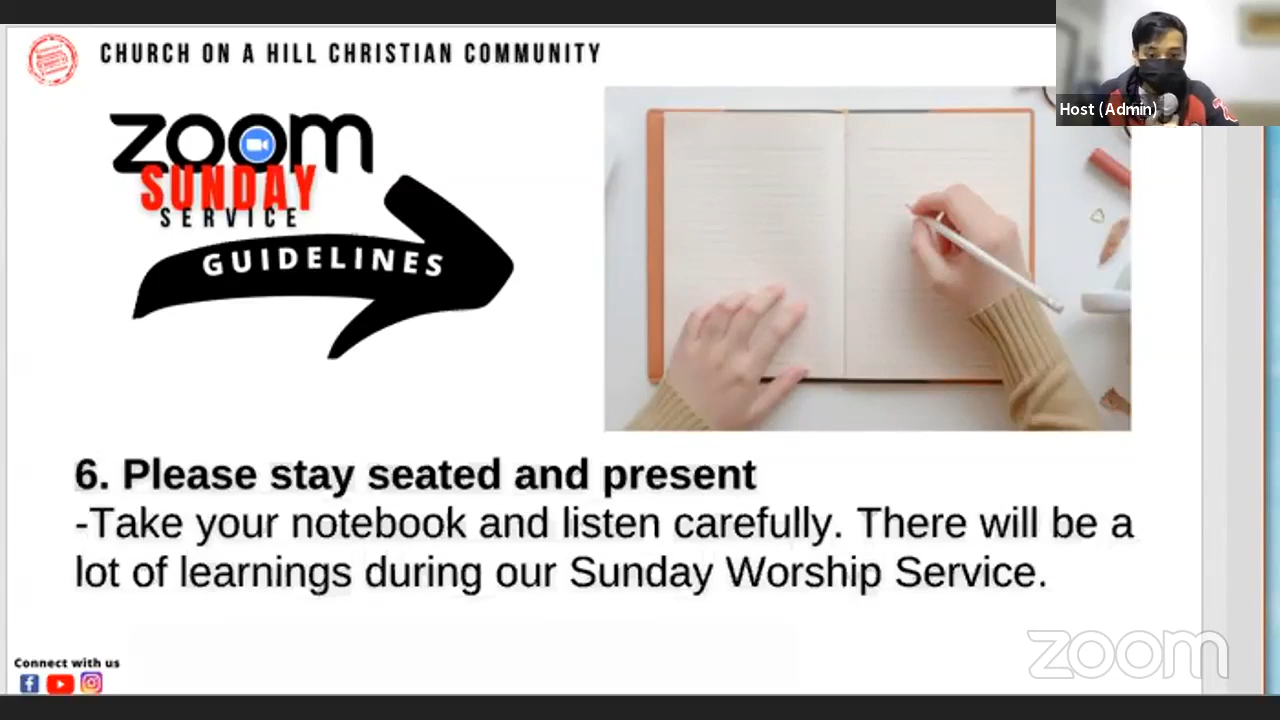 CHURCH ON A HILL CHRISTIAN COMMUNITY
Host (Admin)
zoom
SUNDAY
SERVICE
GUIDELINES
6. Please stay seated and present
-Take your notebook and listen carefully. There will be a
lot of learnings during our Sunday Worship Service.
zoom
Connect with us